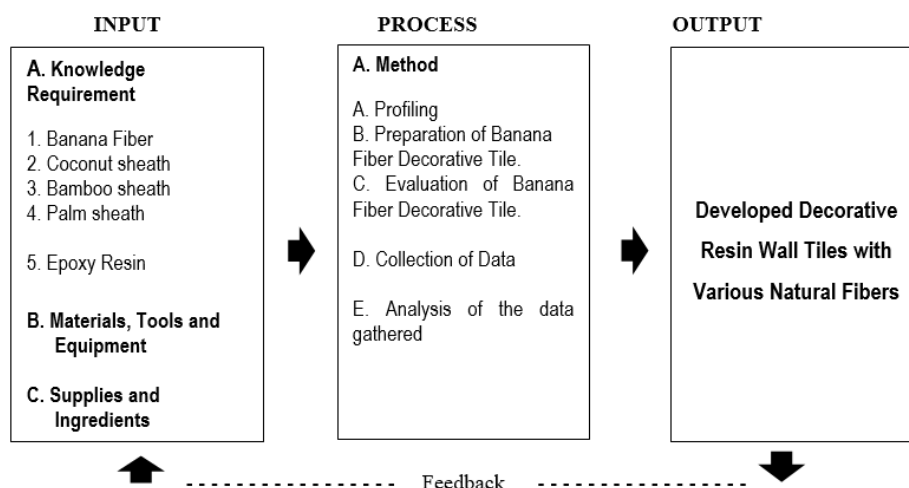 INPUT
A. Knowledge
Requirement
1. Banana Fiber
2. Coconut sheath
3. Bamboo sheath
4. Palm sheath
5. Epoxy Resin
B. Materials, Tools and
Equipment
C. Supplies and
Ingredients
PROCESS
A. Method
A. Profiling
B. Preparation of Banana
Fiber Decorative Tile.
C. Evaluation of Banana
Fiber Decorative Tile.
D. Collection of Data
E. Analysis of the data
gathered
OUTPUT
Developed Decorative
Resin Wall Tiles with
Various Natural Fibers
Feedback